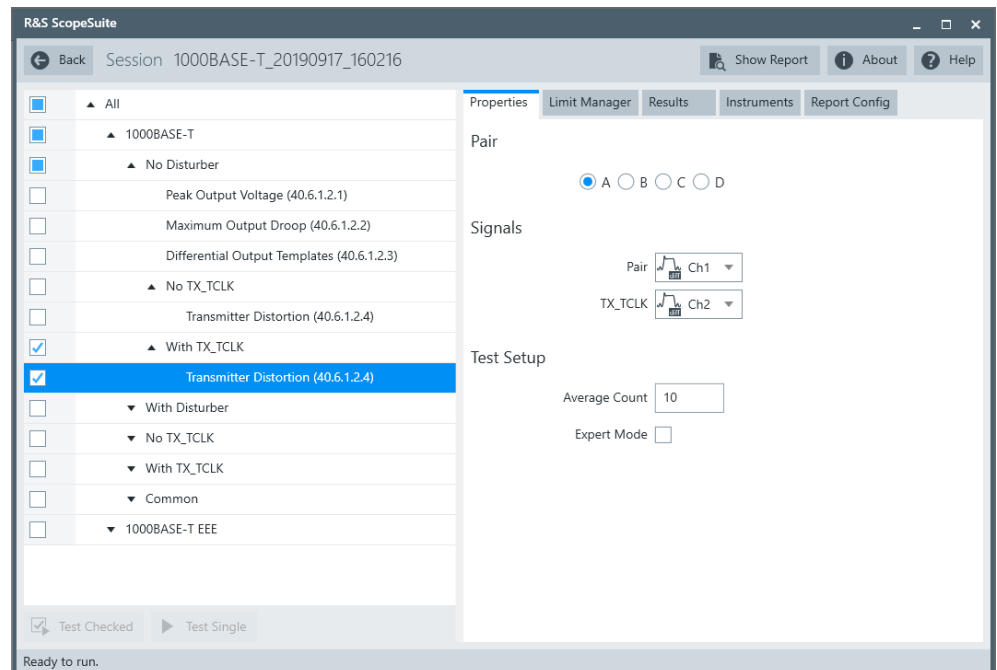 R&S ScopeSuite
Back Session 1000BASE-T_20190917_160216 Show Report About Help
All
1000BASE-T
No Disturber
Peak Output Voltage (40.6.1.2.1)
Maximum Output Droop (40.6.1.2.2)
Differential Output Templates (40.6.1.2.3)
No TX_TCLK
Transmitter Distortion (40.6.1.2.4)
With TX_TCLK
Transmitter Distortion (40.6.1.2.4)
With Disturber
No TX_TCLK
With TX_TCLK
Common
1000BASE-T EEE
Test Checked Test Single
Properties Limit Manager Results Instruments Report Config
Pair
A B C D
Signals
Pair Ch1
TX_TCLK Ch2
Test Setup
Average Count 10
Expert Mode
Ready to run.